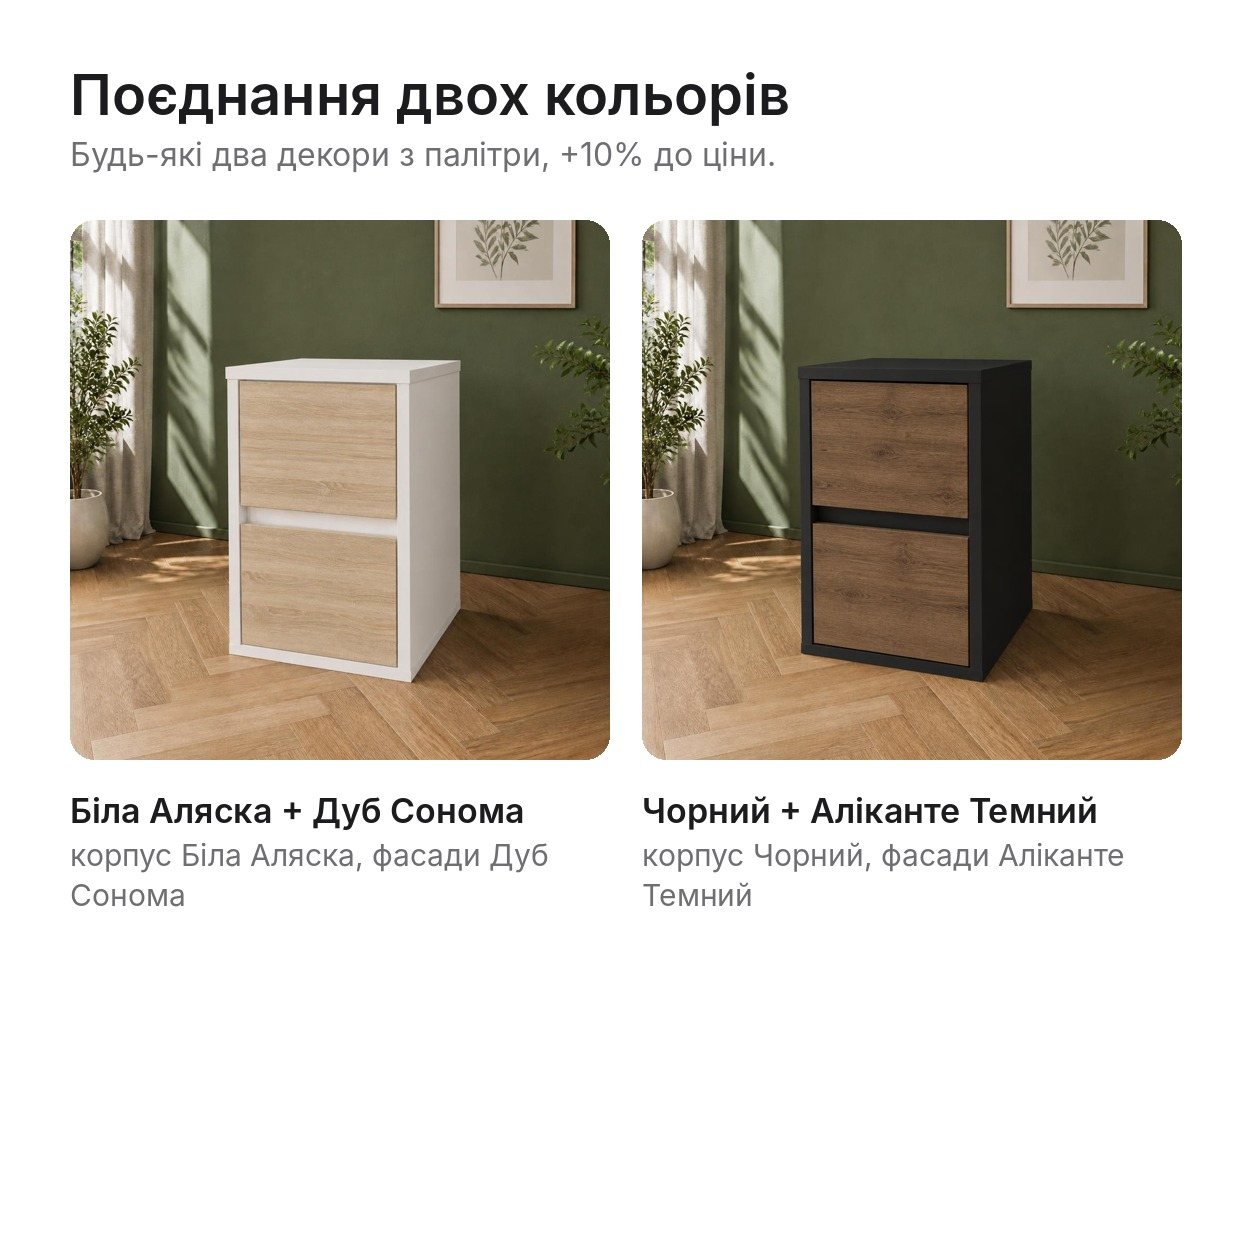 Поєднання двох кольорів
Будь-які два декори з палітри, +10% до ціни.
Біла Аляска + Дуб Сонома
корпус Біла Аляска, фасади Дуб
Сонома
Чорний + Аліканте Темний
корпус Чорний, фасади Аліканте
Темний